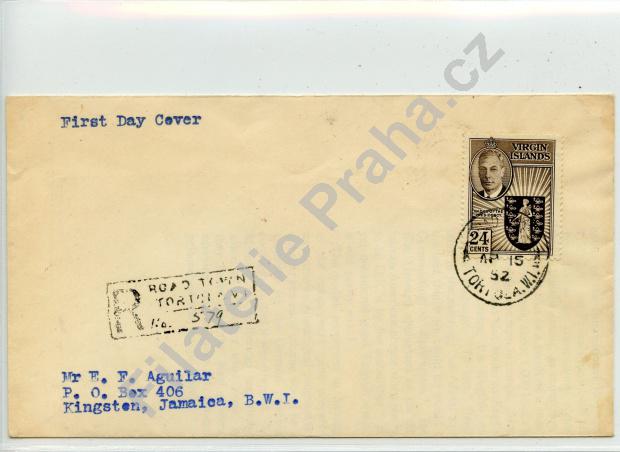 First Day Cover
VIRGIN
ISLANDS
24
CENTS
AP 15
52
TORTOLA.W.I.
R
ROAD TOWN
TORTOLA V.I.
No. 579
Mr E. F. Aguilar
P. O. Box 406
Kingston, Jamaica, B.W.I.
Filatelie Praha.cz